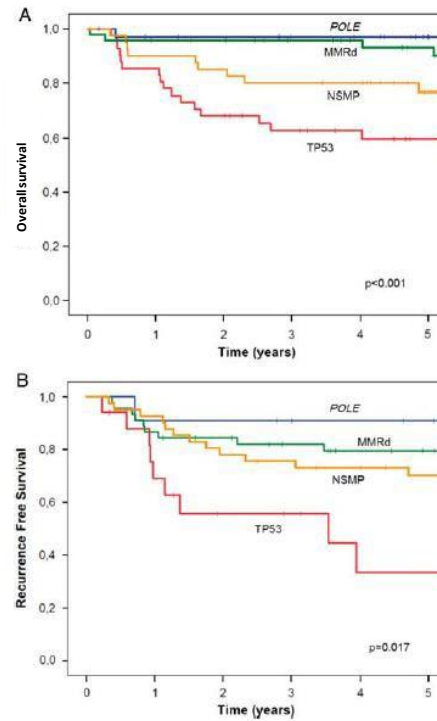 A
1,0
0,8
0,6
0,4
0,2
0,0
Overall survival
POLE
MMRd
NSMP
TP53
p<0.001
0 1 2 3 4 5
Time (years)
B
1,0
0,8
0,6
0,4
0,2
0,0
Recurrence Free Survival
POLE
MMRd
NSMP
TP53
p=0.017
0 1 2 3 4 5
Time (years)